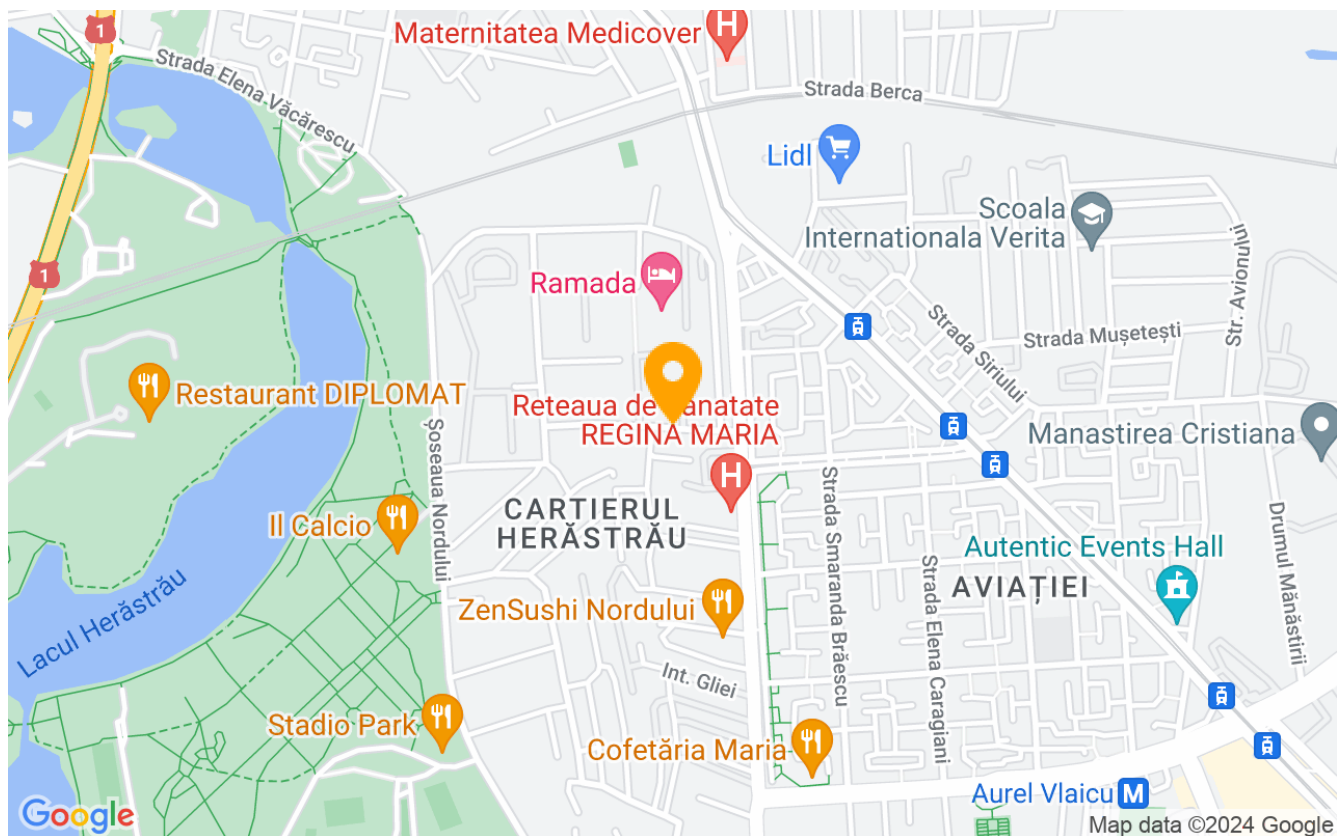 1
Maternitatea Medicover
H
Strada Elena Văcărescu
Strada Berca
Lidl
Scoala
Internationala Verita
1
Ramada
Str. Avionului
Strada Siriului
Strada Mușetești
Restaurant DIPLOMAT
Reteaua de
REGINA MARIA
Șoseaua Nordului
Manastirea Cristiana
H
CARTIERUL
HERĂSTRĂU
Il Calcio
Strada Smaranda Brăescu
Strada Elena Caragiani
Drumul Mănăstirii
Autentic Events Hall
AVIAȚIEI
Lacul Herăstrău
ZenSushi Nordului
Int. Gliei
Stadio Park
Cofetăria Maria
Aurel Vlaicu M
Google
Map data ©2024 Google